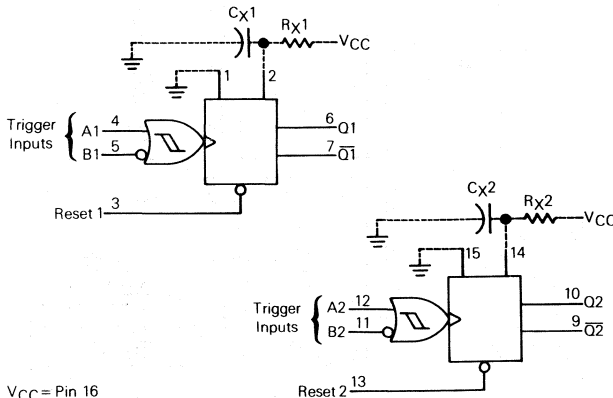 CX1
RX1
VCC
1
2
Trigger
Inputs
A1
4
B1
5
6
Q1
7
Q1
Reset 1
3
CX2
RX2
VCC
15
14
Trigger
Inputs
A2
12
B2
11
10
Q2
9
Q2
VCC = Pin 16
Reset 2
13